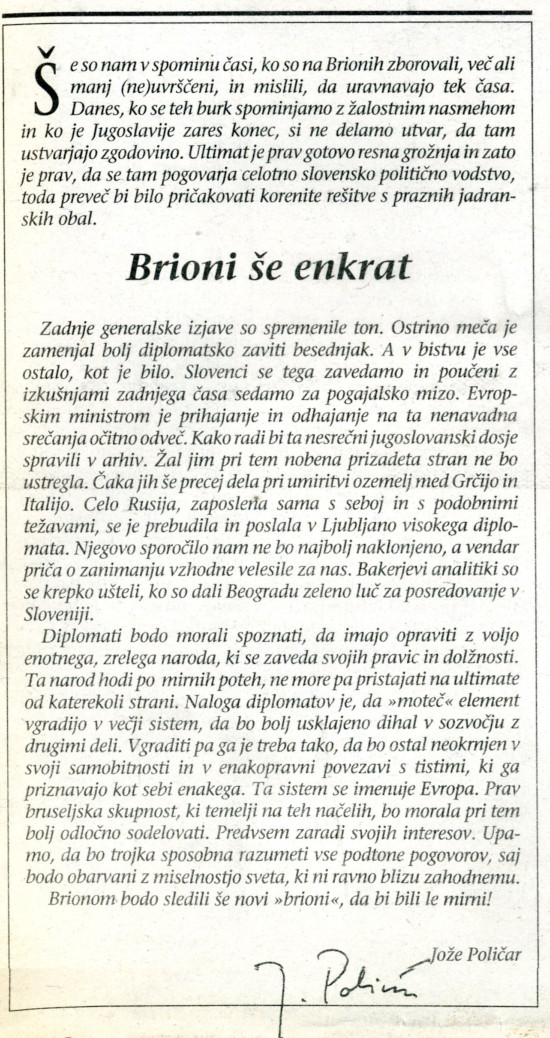 Še so nam v spominu časi, ko so na Brionih zborovali, več ali
manj (ne)uvrščeni, in mislili, da uravnavajo tek časa.
Danes, ko se teh burk spominjamo z žalostnim nasmehom
in ko je Jugoslavije zares konec, si ne delamo utvar, da tam
ustvarjajo zgodovino. Ultimat je prav gotovo resna grožnja in zato
je prav, da se tam pogovarja celotno slovensko politično vodstvo,
toda preveč bi bilo pričakovati korenite rešitve s praznih jadran-
skih obal.
Brioni še enkrat
Zadnje generalske izjave so spremenile ton. Ostrino meča je
zamenjal bolj diplomatsko zaviti besednjak. A v bistvu je vse
ostalo, kot je bilo. Slovenci se tega zavedamo in poučeni z
izkušnjami zadnjega časa sedamo za pogajalsko mizo. Evrop-
skim ministrom je prihajanje in odhajanje na ta nenavadna
srečanja očitno odveč. Kako radi bi ta nesrečni jugoslovanski dosje
spravili v arhiv. Žal jim pri tem nobena prizadeta stran ne bo
ustregla. Čaka jih še precej dela pri umiritvi ozemelj med Grčijo in
Italijo. Celo Rusija, zaposlena sama s seboj in s podobnimi
težavami, se je prebudila in poslala v Ljubljano visokega diplo-
mata. Njegovo sporočilo nam ne bo najbolj naklonjeno, a vendar
priča o zanimanju vzhodne velesile za nas. Bakerjevi analitiki so
se krepko ušteli, ko so dali Beogradu zeleno luč za posredovanje v
Sloveniji.
Diplomati bodo morali spoznati, da imajo opraviti z voljo
enotnega, zrelega naroda, ki se zaveda svojih pravic in dolžnosti.
Ta narod hodi po mirnih poteh, ne more pa pristajati na ultimate
od katerekoli strani. Naloga diplomatov je, da »moteč« element
vgradijo v večji sistem, da bo bolj usklajeno dihal v sozvočju z
drugimi deli. Vgraditi pa ga je treba tako, da bo ostal neokrnjen v
svoji samobitnosti in v enakopravni povezavi s tistimi, ki ga
priznavajo kot sebi enakega. Ta sistem se imenuje Evropa. Prav
bruseljska skupnost, ki temelji na teh načelih, bo morala pri tem
bolj odločno sodelovati. Predvsem zaradi svojih interesov. Upa-
mo, da bo trojka sposobna razumeti vse podtone pogovorov, saj
bodo obarvani z miselnostjo sveta, ki ni ravno blizu zahodnemu.
Brionom bodo sledili še novi »brioni«, da bi bili le mirni!
Jože Poličar
J. Poličar